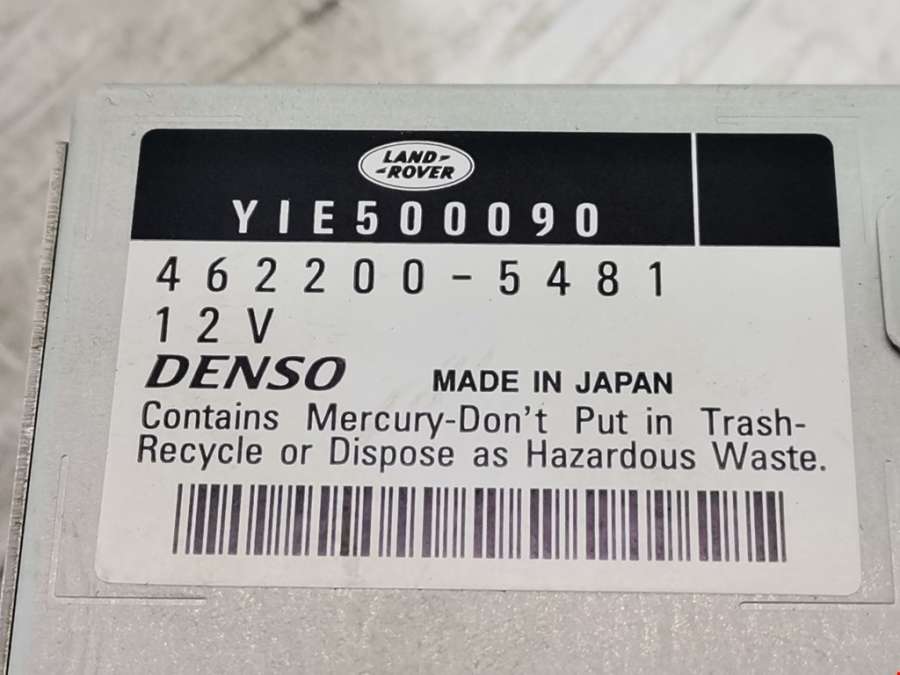 LAND-
-ROVER
YIE500090
462200-5481
12V
DENSO MADE IN JAPAN
Contains Mercury-Don't Put in Trash-
Recycle or Dispose as Hazardous Waste.